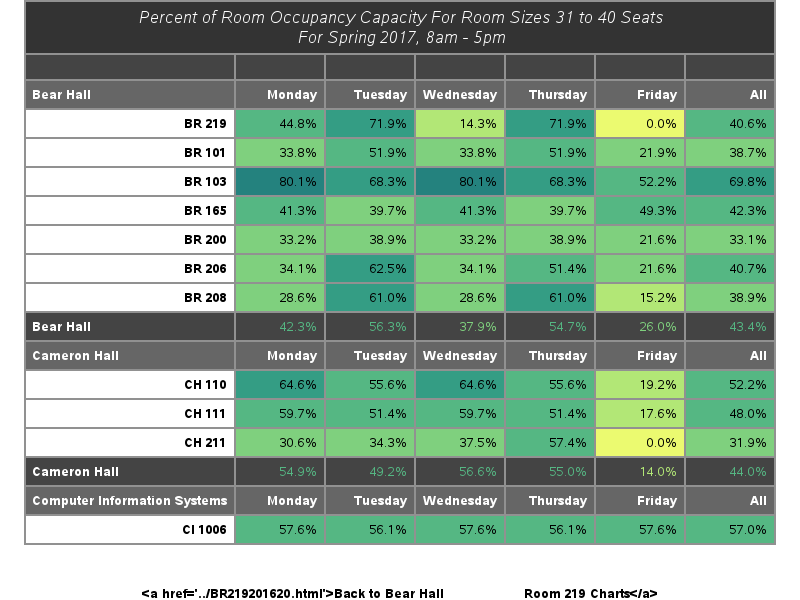 Percent of Room Occupancy Capacity For Room Sizes 31 to 40 Seats
For Spring 2017, 8am - 5pm
Bear Hall Monday Tuesday Wednesday Thursday Friday All
BR 219 44.8% 71.9% 14.3% 71.9% 0.0% 40.6%
BR 101 33.8% 51.9% 33.8% 51.9% 21.9% 38.7%
BR 103 80.1% 68.3% 80.1% 68.3% 52.2% 69.8%
BR 165 41.3% 39.7% 41.3% 39.7% 49.3% 42.3%
BR 200 33.2% 38.9% 33.2% 38.9% 21.6% 33.1%
BR 206 34.1% 62.5% 34.1% 51.4% 21.6% 40.7%
BR 208 28.6% 61.0% 28.6% 61.0% 15.2% 38.9%
Bear Hall 42.3% 56.3% 37.9% 54.7% 26.0% 43.4%
Cameron Hall Monday Tuesday Wednesday Thursday Friday All
CH 110 64.6% 55.6% 64.6% 55.6% 19.2% 52.2%
CH 111 59.7% 51.4% 59.7% 51.4% 17.6% 48.0%
CH 211 30.6% 34.3% 37.5% 57.4% 0.0% 31.9%
Cameron Hall 54.9% 49.2% 56.6% 55.0% 14.0% 44.0%
Computer Information Systems Monday Tuesday Wednesday Thursday Friday All
CI 1006 57.6% 56.1% 57.6% 56.1% 57.6% 57.0%
<a href='../BR219201620.html'>Back to Bear Hall Room 219 Charts</a>